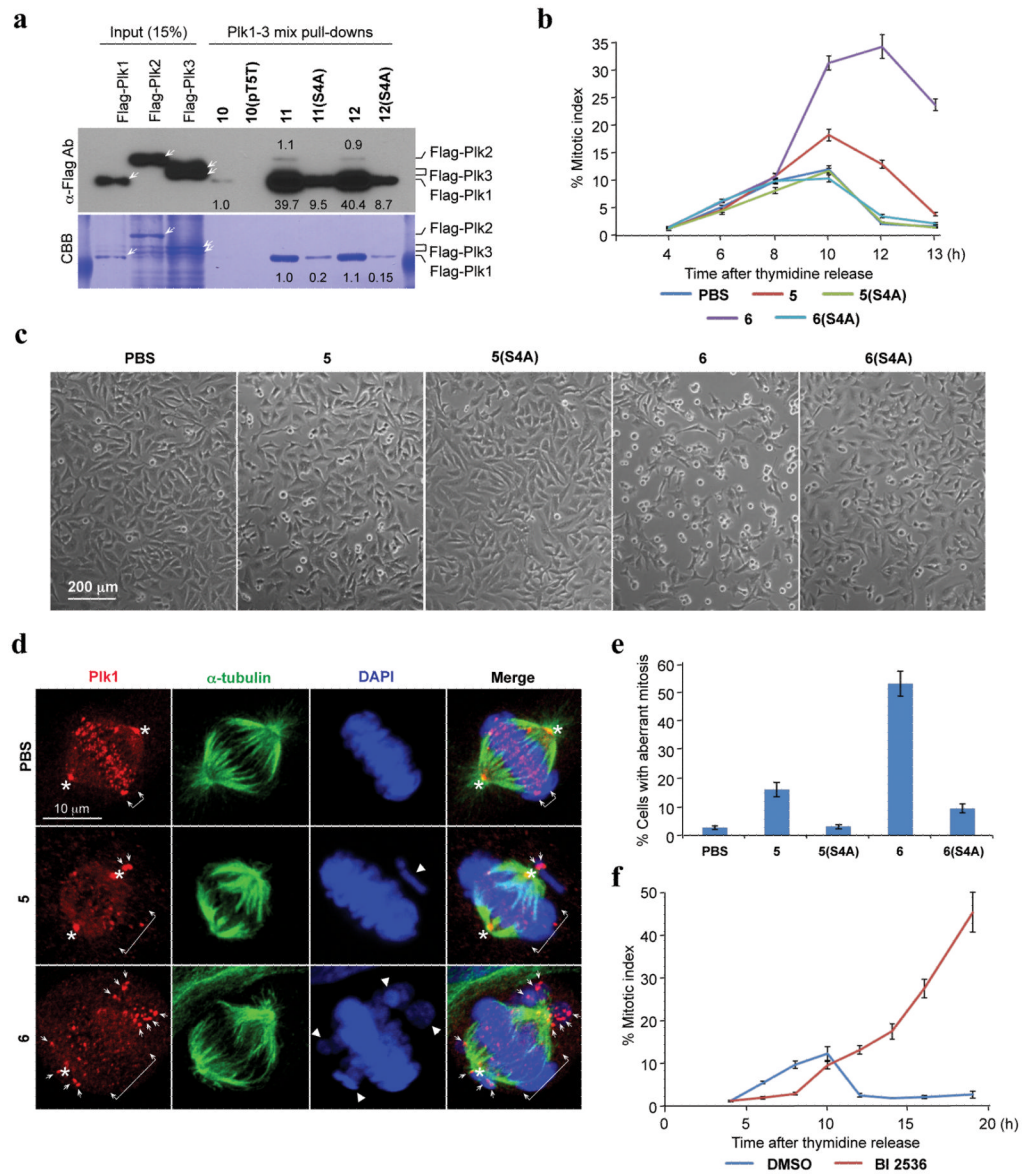 a
Input (15%)
Plk1-3 mix pull-downs
Flag-Plk1
Flag-Plk2
Flag-Plk3
10
10(pT5T)
11
11(S4A)
12
12(S4A)
α-Flag Ab
1.1
0.9
Flag-Plk2
Flag-Plk3
Flag-Plk1
1.0
39.7
9.5
40.4
8.7
CBB
Flag-Plk2
Flag-Plk3
Flag-Plk1
1.0
0.2
1.1
0.15
b
% Mitotic index
35
30
25
20
15
10
5
0
4
6
8
10
12
13 (h)
Time after thymidine release
PBS
5
5(S4A)
6
6(S4A)
c
PBS
5
5(S4A)
6
6(S4A)
200 µm
d
Plk1
α-tubulin
DAPI
Merge
PBS
*
*
*
*
10 µm
5
*
*
*
*
6
*
*
e
% Cells with aberrant mitosis
60
50
40
30
20
10
0
PBS
5
5(S4A)
6
6(S4A)
f
% Mitotic index
50
40
30
20
10
0
0
5
10
15
20 (h)
Time after thymidine release
DMSO
BI 2536